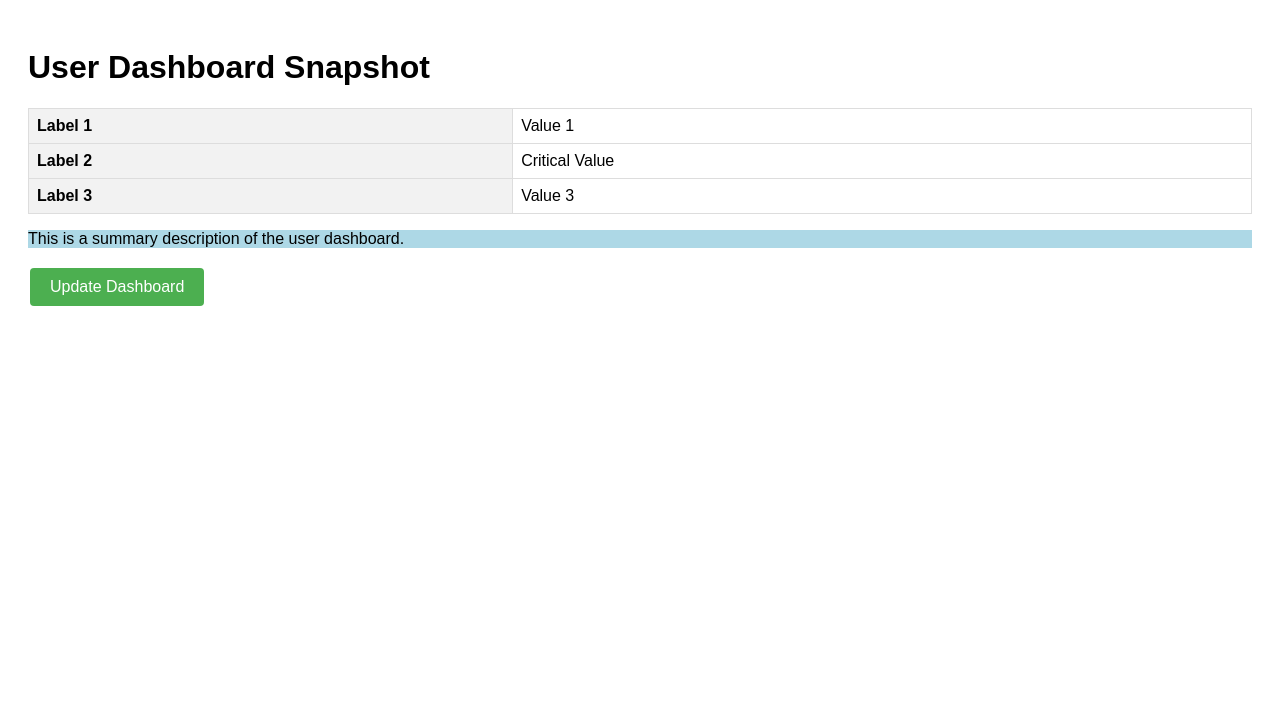 User Dashboard Snapshot
Label 1 Value 1
Label 2 Critical Value
Label 3 Value 3
This is a summary description of the user dashboard.
Update Dashboard